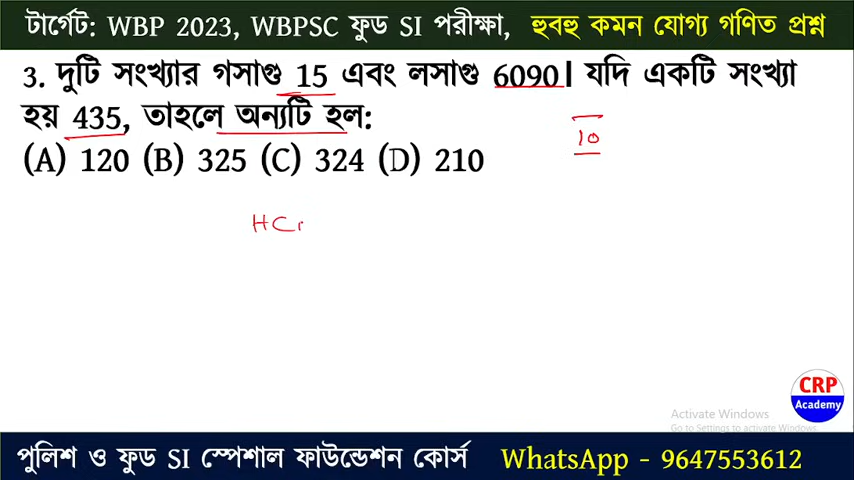 টার্গেট: WBP 2023, WBPSC ফুড SI পরীক্ষা, হুবহু কমন যোগ্য গণিত প্রশ্ন
3. দুটি সংখ্যার গসাগু 15 এবং লসাগু 6090। যদি একটি সংখ্যা
হয় 435, তাহলে অন্যটি হল:
10
(A) 120 (B) 325 (C) 324 (D) 210
HC
CRP
Academy
Activate Windows
Go to Settings to activate Windows.
পুলিশ ও ফুড SI স্পেশাল ফাউন্ডেশন কোর্স WhatsApp - 9647553612